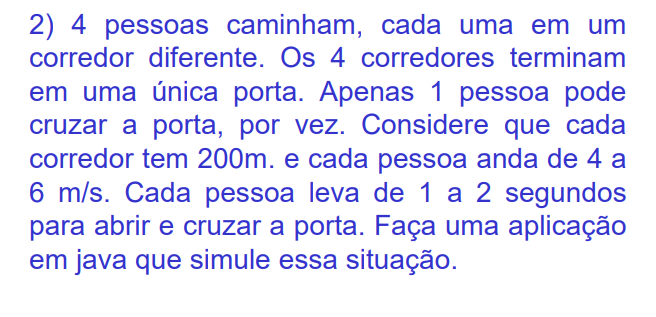 2) 4 pessoas caminham, cada uma em um
corredor diferente. Os 4 corredores terminam
em uma única porta. Apenas 1 pessoa pode
cruzar a porta, por vez. Considere que cada
corredor tem 200m. e cada pessoa anda de 4 a
6 m/s. Cada pessoa leva de 1 a 2 segundos
para abrir e cruzar a porta. Faça uma aplicação
em java que simule essa situação.